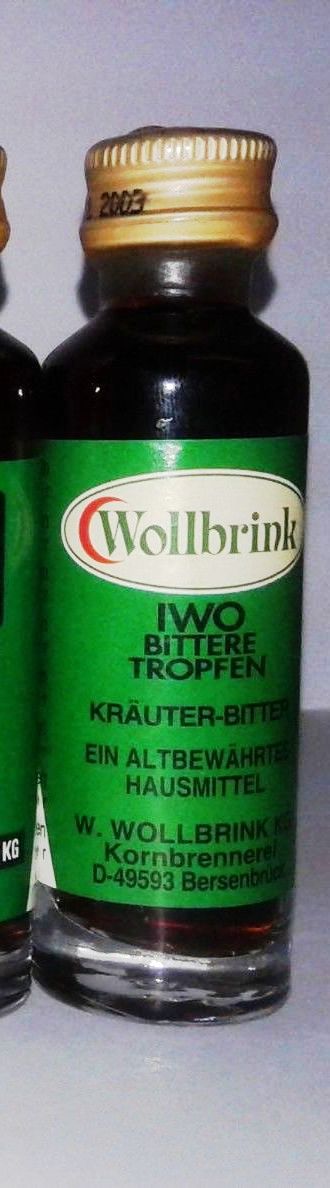 2003
Wollbrink
IWO
BITTERE
TROPFEN
KRÄUTER-BITTER
EIN ALTBEWÄHRTES
HAUSMITTEL
W. WOLLBRINK KG
Kornbrennerei
D-49593 Bersenbrück
KG